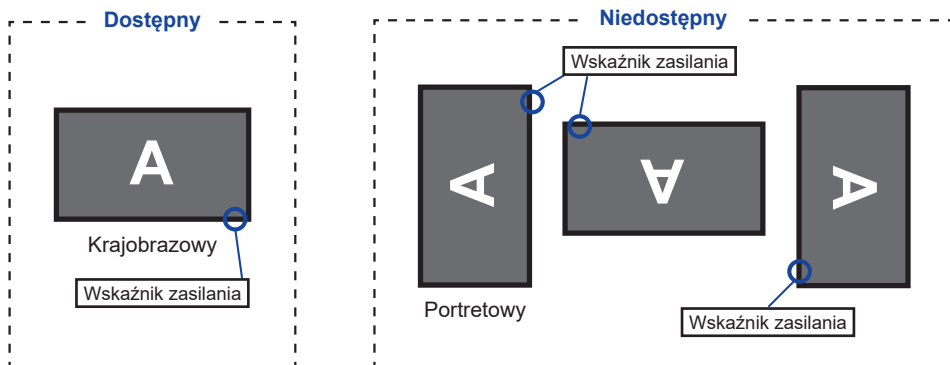 Dostępny
A
Krajobrazowy
Wskaźnik zasilania
Niedostępny
Wskaźnik zasilania
A
A
A
Portretowy
Wskaźnik zasilania